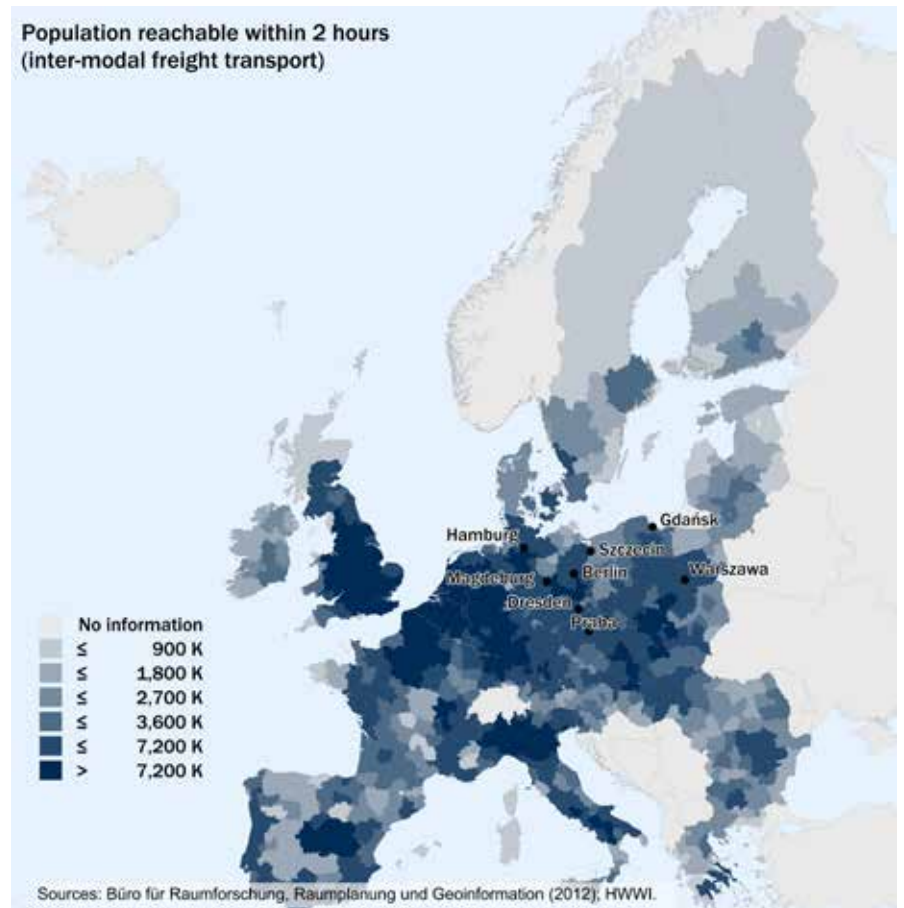 Population reachable within 2 hours
(inter-modal freight transport)
Gdańsk
Hamburg
Szczecin
Berlin
Warszawa
Magdeburg
Dresden
Praha
No information
≤ 900 K
≤ 1,800 K
≤ 2,700 K
≤ 3,600 K
≤ 7,200 K
> 7,200 K
Sources: Büro für Raumforschung, Raumplanung und Geoinformation (2012); HWWI.